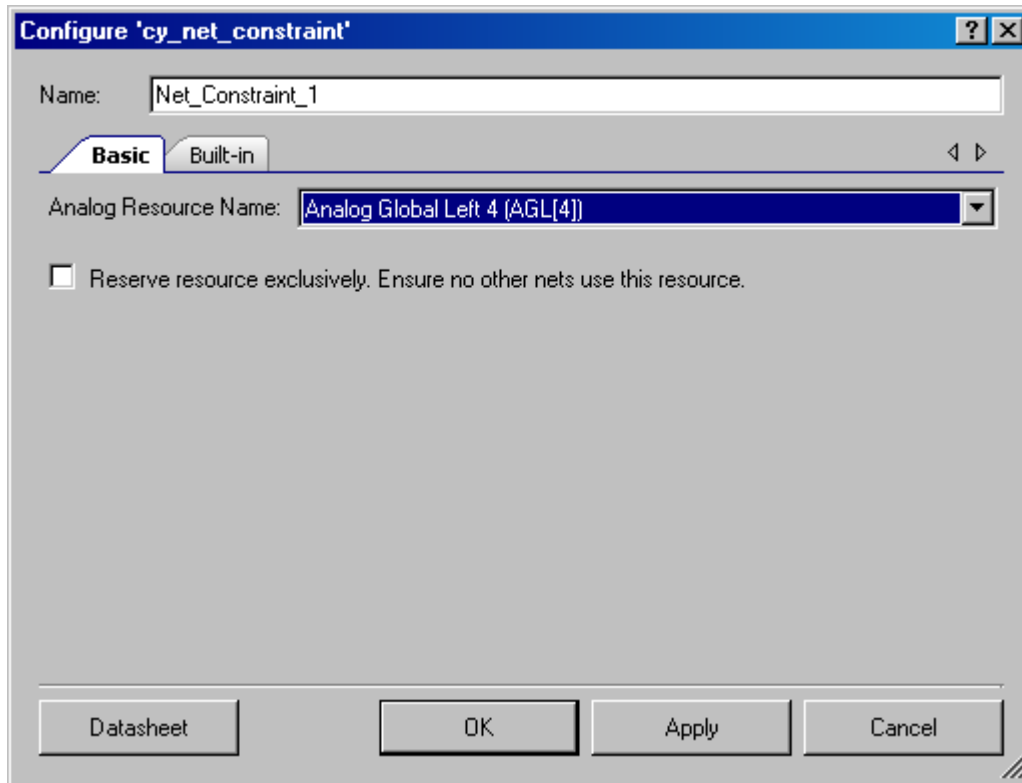 Configure 'cy_net_constraint'
Name: Net_Constraint_1
Basic Built-in
Analog Resource Name: Analog Global Left 4 (AGL[4])
Reserve resource exclusively. Ensure no other nets use this resource.
Datasheet OK Apply Cancel